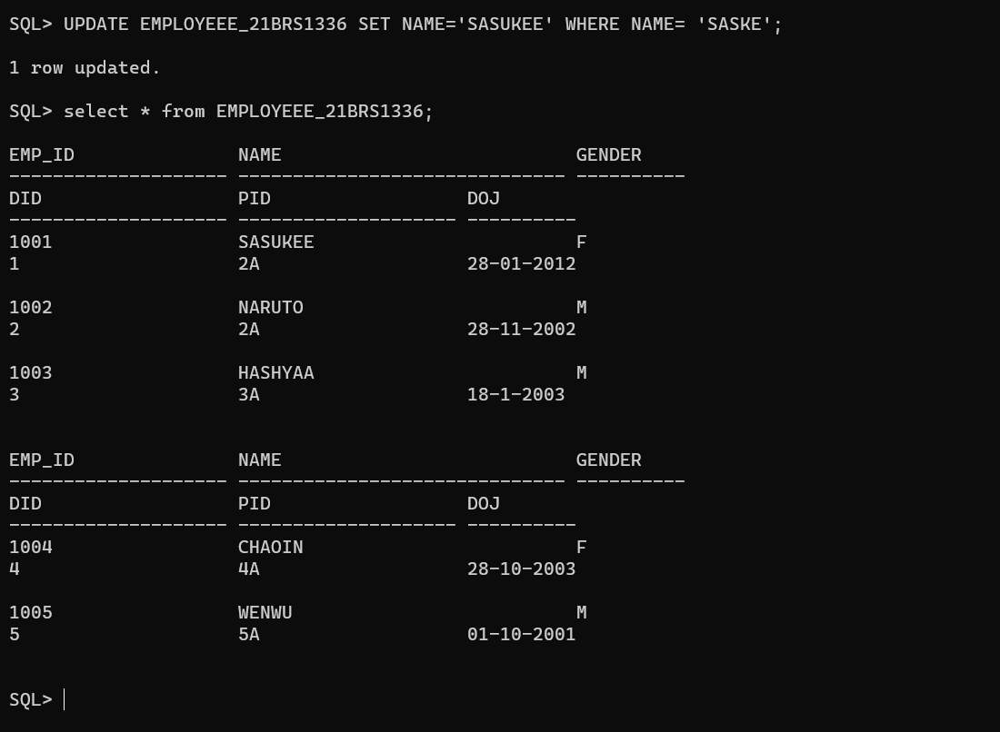 SQL> UPDATE EMPLOYEEE_21BRS1336 SET NAME='SASUKEE' WHERE NAME= 'SASKE';
1 row updated.
SQL> select * from EMPLOYEEE_21BRS1336;
EMP_ID                NAME                           GENDER
-------------------- ------------------------------ ----------
DID                  PID                  DOJ
-------------------- -------------------- ----------
1001                 SASUKEE                        F
1                    2A                   28-01-2012
1002                 NARUTO                         M
2                    2A                   28-11-2002
1003                 HASHYAA                        M
3                    3A                   18-1-2003
EMP_ID               NAME                           GENDER
-------------------- ------------------------------ ----------
DID                  PID                  DOJ
-------------------- -------------------- ----------
1004                 CHAOIN                         F
4                    4A                   28-10-2003
1005                 WENWU                          M
5                    5A                   01-10-2001
SQL>